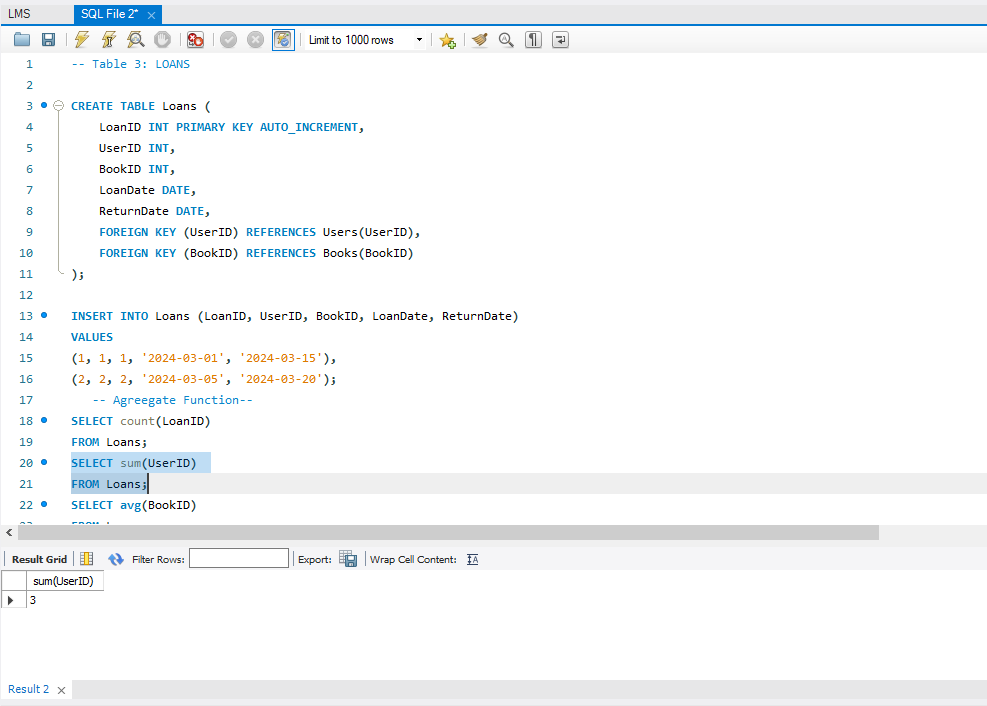 LMS SQL File 2*
Limit to 1000 rows
1 -- Table 3: LOANS
2
3 CREATE TABLE Loans (
4 LoanID INT PRIMARY KEY AUTO_INCREMENT,
5 UserID INT,
6 BookID INT,
7 LoanDate DATE,
8 ReturnDate DATE,
9 FOREIGN KEY (UserID) REFERENCES Users(UserID),
10 FOREIGN KEY (BookID) REFERENCES Books(BookID)
11 );
12
13 INSERT INTO Loans (LoanID, UserID, BookID, LoanDate, ReturnDate)
14 VALUES
15 (1, 1, 1, '2024-03-01', '2024-03-15'),
16 (2, 2, 2, '2024-03-05', '2024-03-20');
17 -- Agreegate Function--
18 SELECT count(LoanID)
19 FROM Loans;
20 SELECT sum(UserID)
21 FROM Loans;
22 SELECT avg(BookID)
Result Grid Filter Rows: Export: Wrap Cell Content:
sum(UserID)
3
Result 2